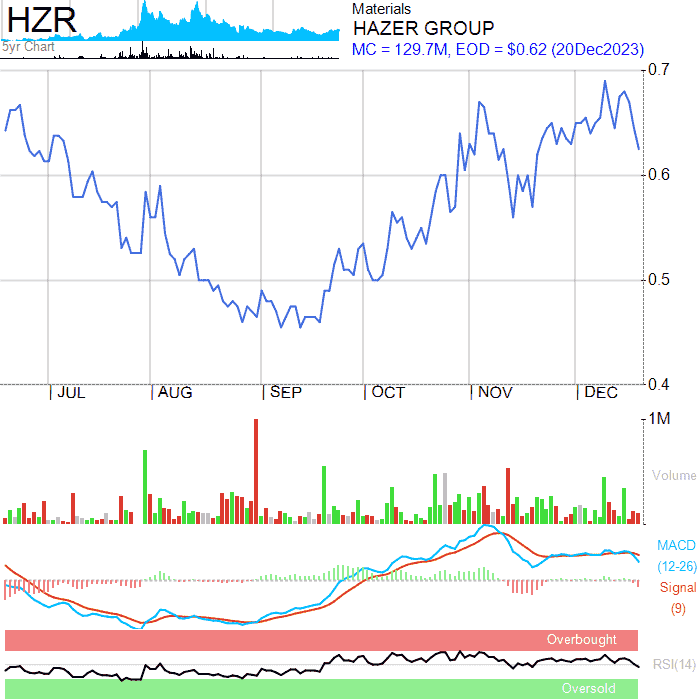 HZR
5yr Chart
Materials
HAZER GROUP
MC = 129.7M, EOD = $0.62 (20Dec2023)
0.7
0.6
0.5
0.4
JUL AUG SEP OCT NOV DEC
1M
Volume
MACD
(12-26)
Signal
(9)
Overbought
RSI(14)
Oversold